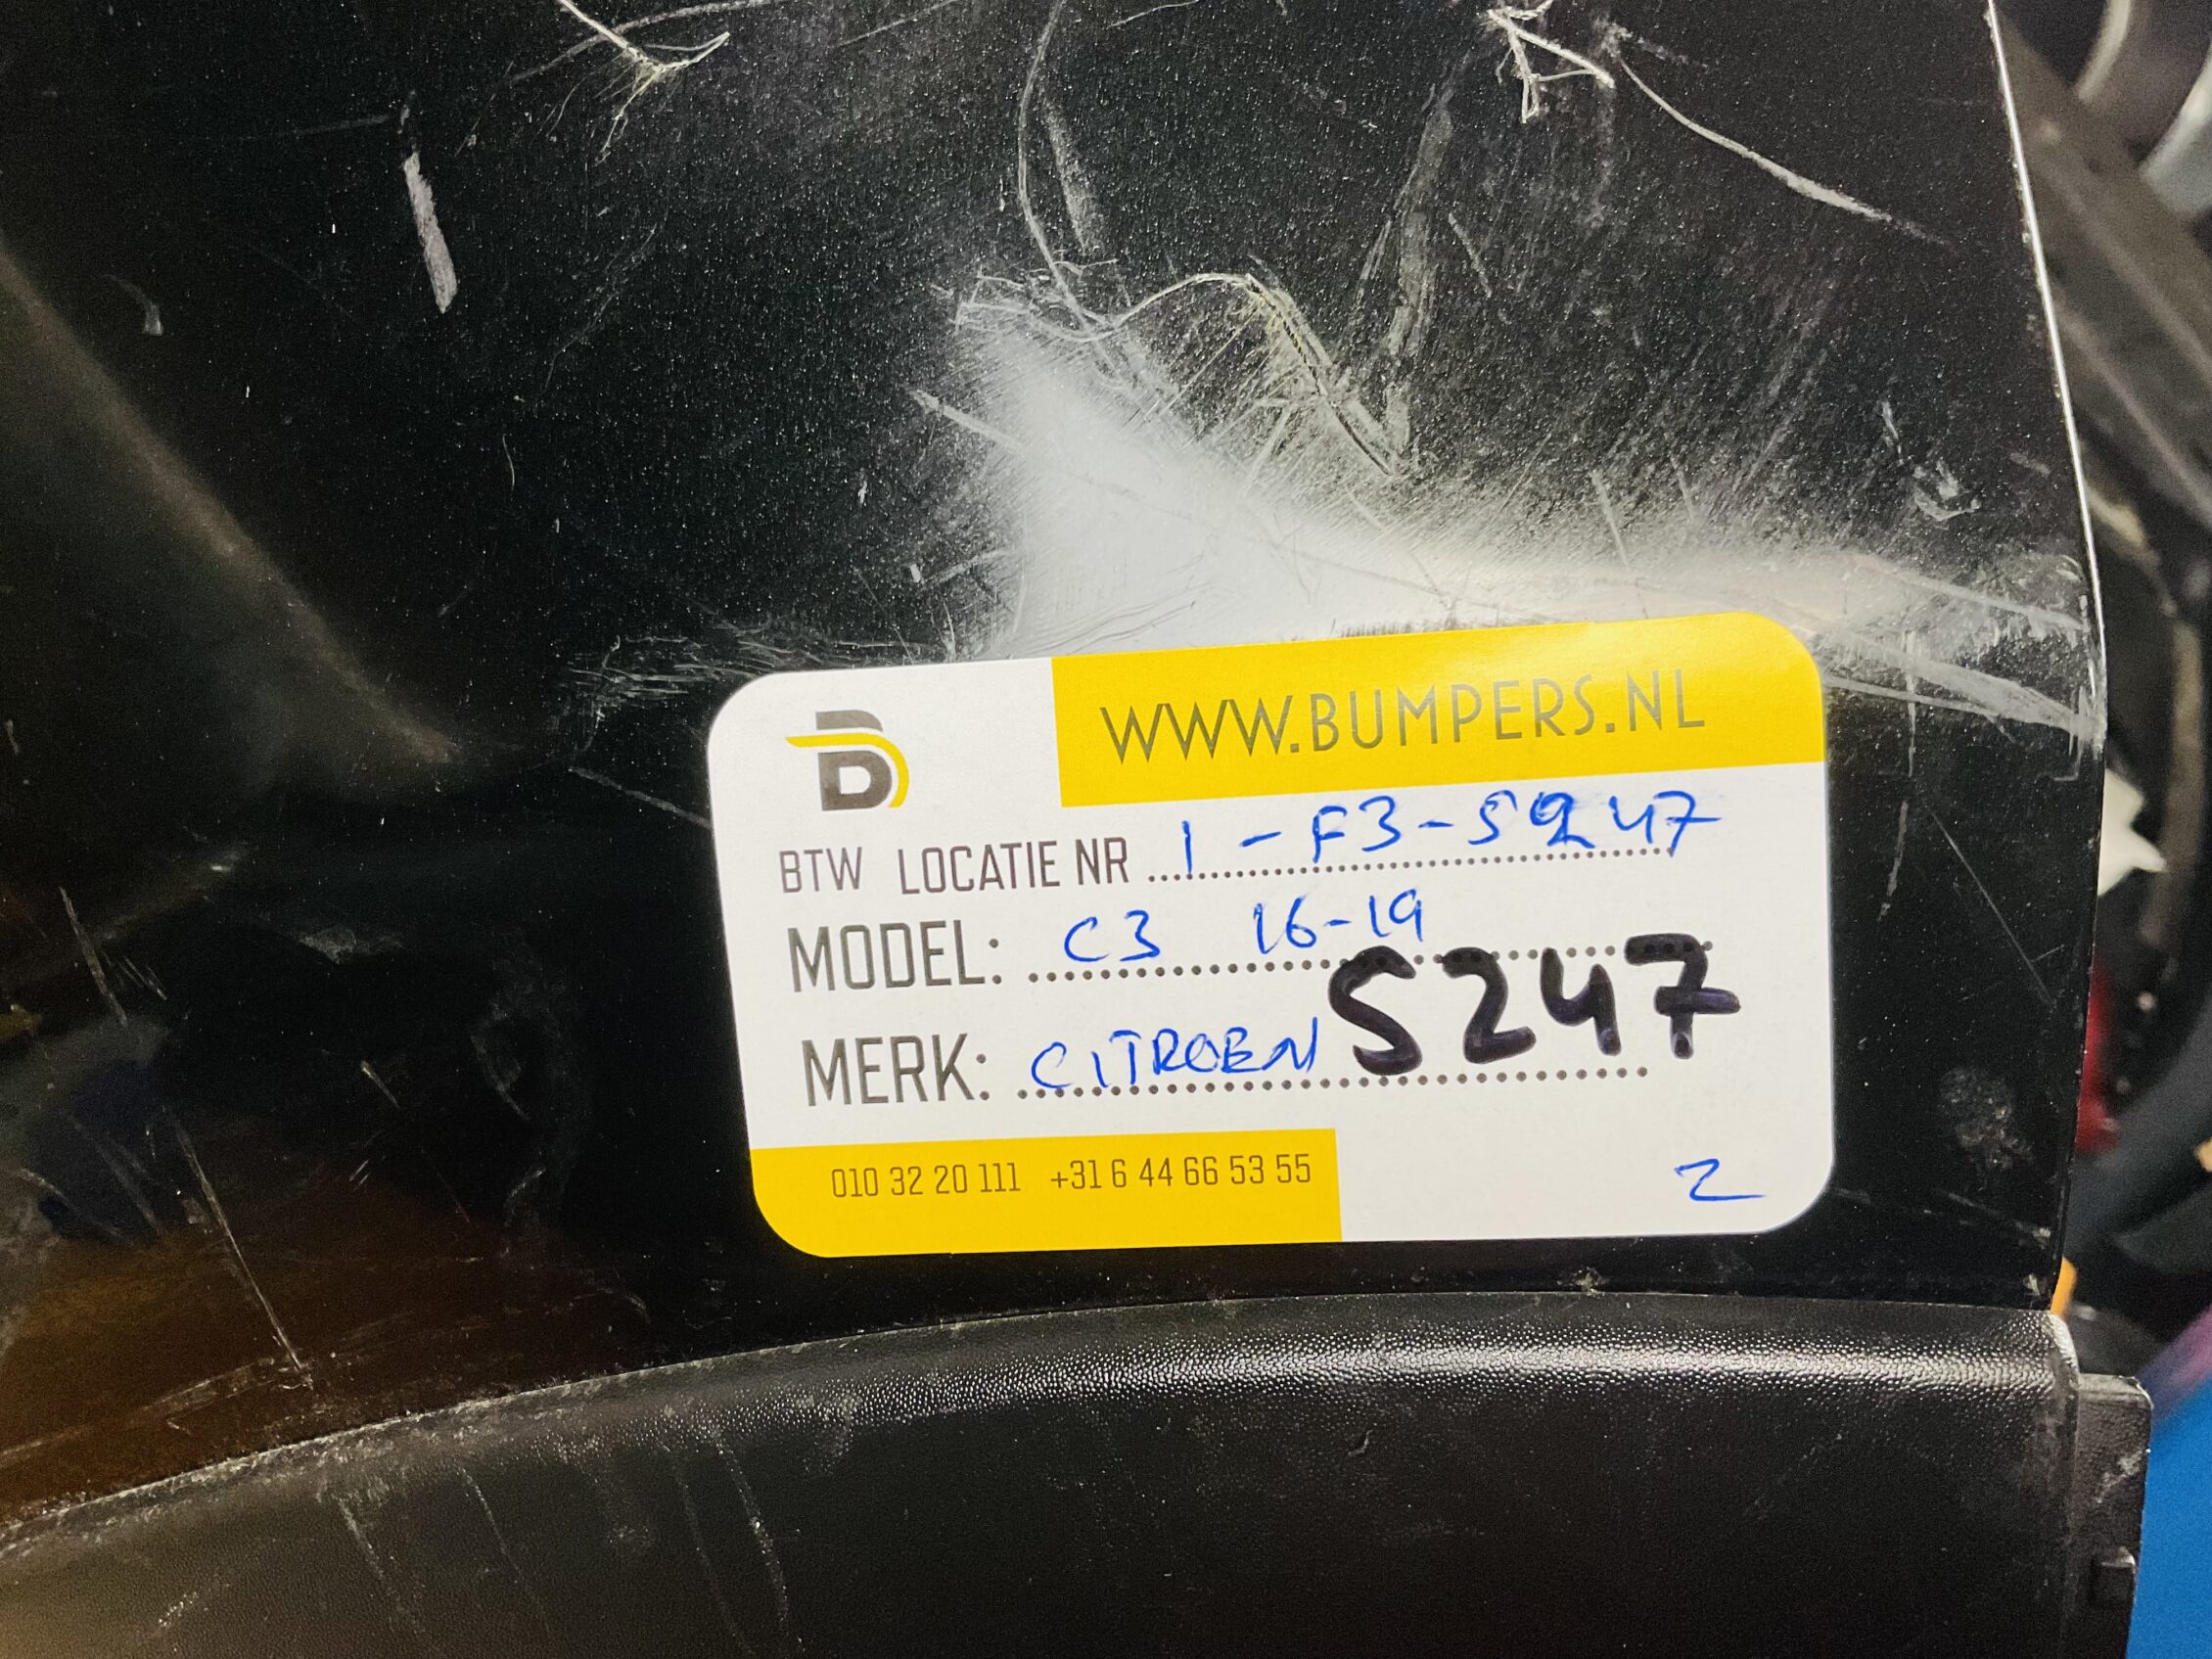 B
WWW.BUMPERS.NL
BTW LOCATIE NR 1-F3-S247
MODEL: C3 16-19
S247
MERK: CITROEN
010 32 20 111 +31 6 44 66 53 55
2